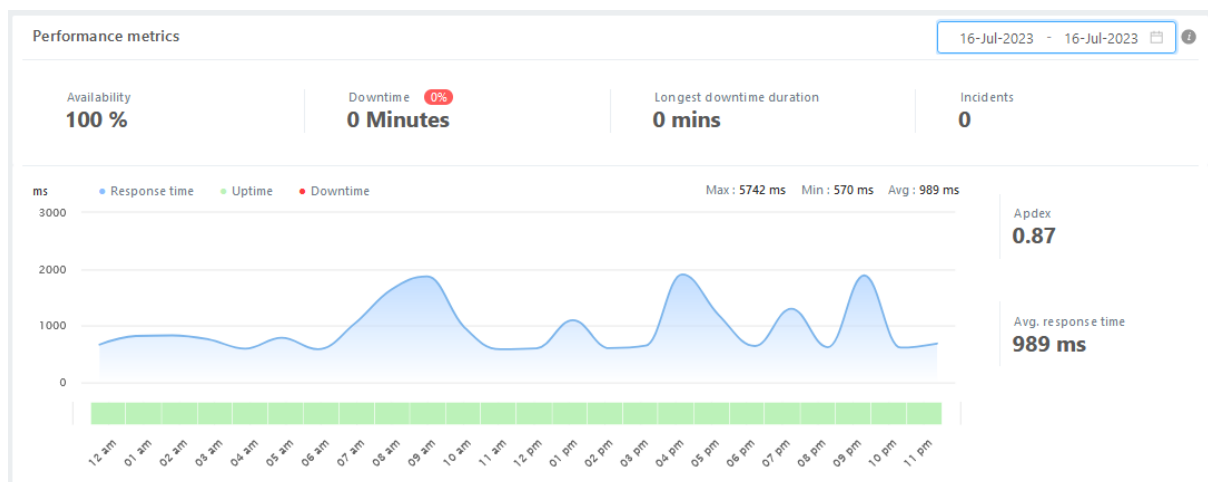 Performance metrics
16-Jul-2023 - 16-Jul-2023
Availability
100 %
Downtime 0%
0 Minutes
Longest downtime duration
0 mins
Incidents
0
ms
Response time Uptime Downtime
Max : 5742 ms Min : 570 ms Avg : 989 ms
3000
2000
1000
0
12 am 01 am 02 am 03 am 04 am 05 am 06 am 07 am 08 am 09 am 10 am 11 am 12 pm 01 pm 02 pm 03 pm 04 pm 05 pm 06 pm 07 pm 08 pm 09 pm 10 pm 11 pm
Apdex
0.87
Avg. response time
989 ms